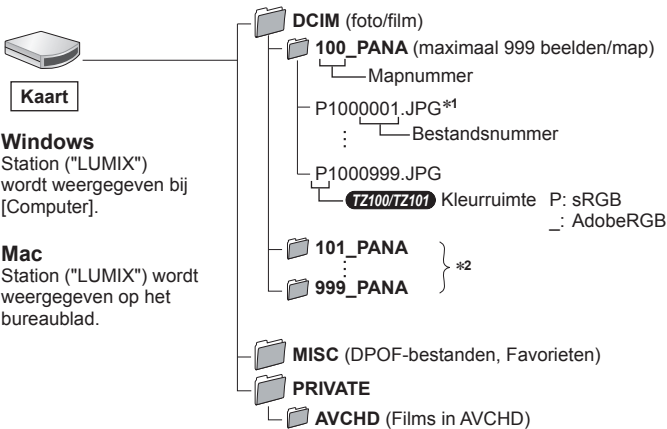 Kaart
Windows
Station ("LUMIX")
wordt weergegeven bij
[Computer].
Mac
Station ("LUMIX") wordt
weergegeven op het
bureaublad.
DCIM (foto/film)
100_PANA (maximaal 999 beelden/map)
Mapnummer
P1000001.JPG*1
Bestandsnummer
P1000999.JPG
TZ100/TZ101 Kleurruimte P: sRGB
_: AdobeRGB
101_PANA
*2
999_PANA
MISC (DPOF-bestanden, Favorieten)
PRIVATE
AVCHD (Films in AVCHD)